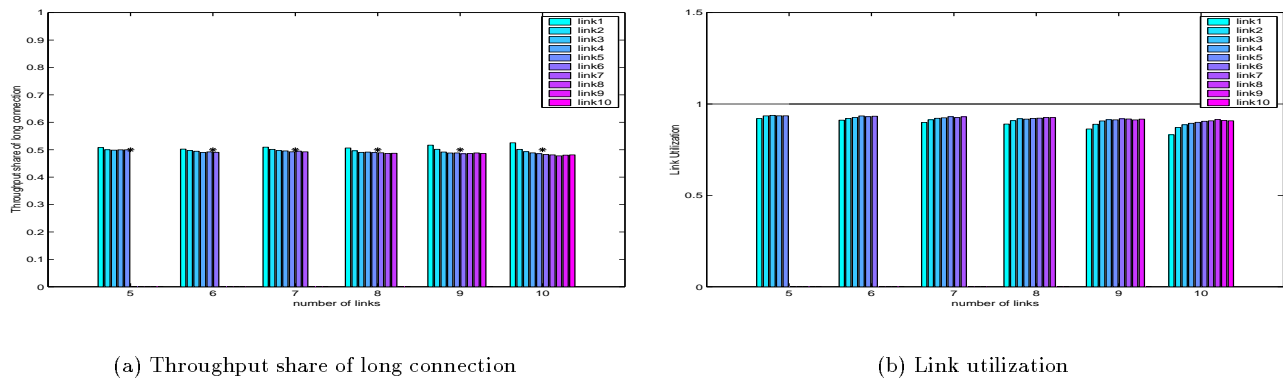 1
0.9
0.8
0.7
0.6
0.5
0.4
0.3
0.2
0.1
0
Throughput share of long connection
5 6 7 8 9 10
number of links
link1
link2
link3
link4
link5
link6
link7
link8
link9
link10
(a) Throughput share of long connection
1.5
1
0.5
0
Link Utilization
5 6 7 8 9 10
number of links
link1
link2
link3
link4
link5
link6
link7
link8
link9
link10
(b) Link utilization